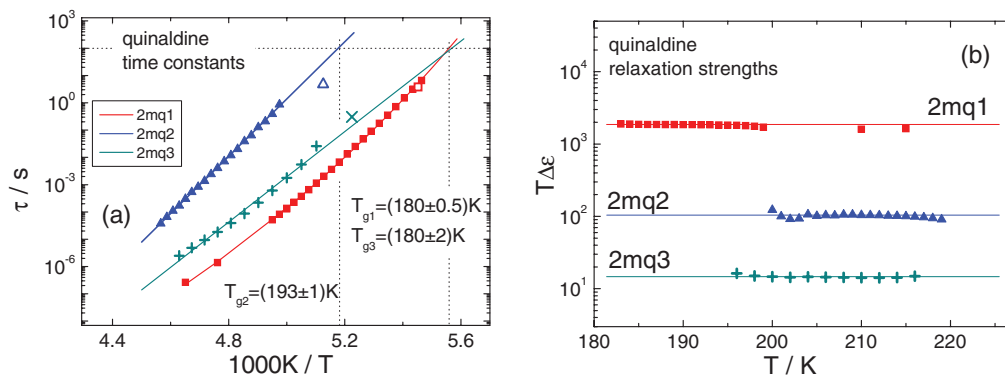 quinaldine
time constants
2mq1
2mq2
2mq3
(a)
T_g1=(180±0.5)K
T_g3=(180±2)K
T_g2=(193±1)K
10^3
10^0
10^-3
10^-6
τ / s
4.4 4.8 5.2 5.6
1000K / T
quinaldine
relaxation strengths
(b)
2mq1
2mq2
2mq3
10^4
10^3
10^2
10^1
TΔε
180 190 200 210 220
T / K